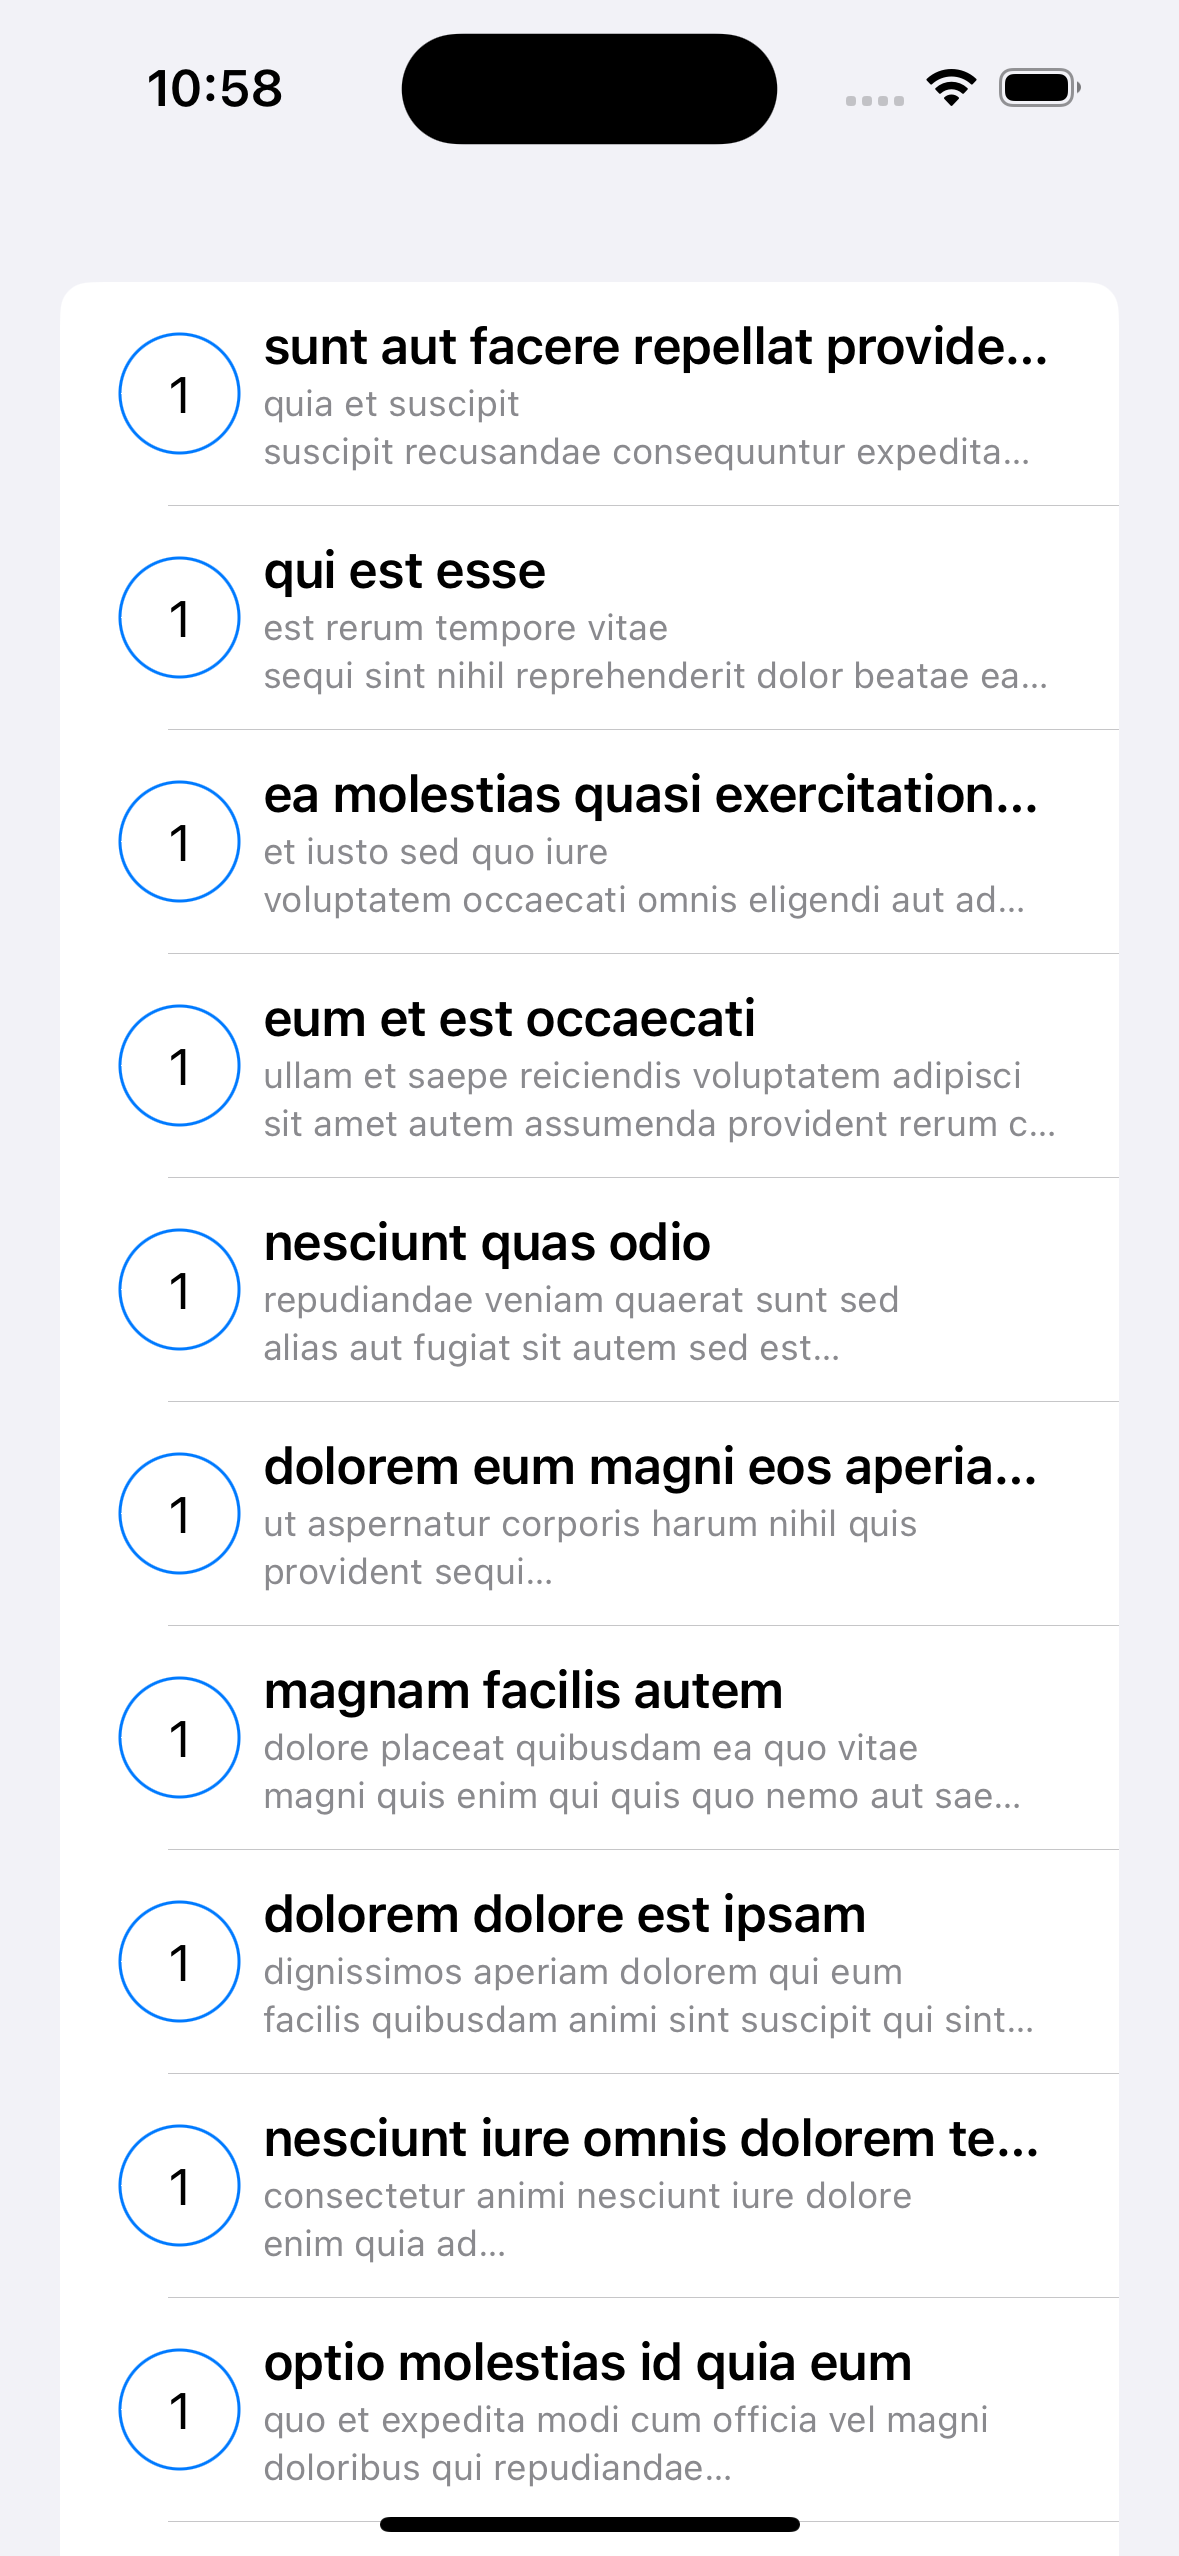 10:58
1
sunt aut facere repellat provide...
quia et suscipit
suscipit recusandae consequuntur expedita...
1
qui est esse
est rerum tempore vitae
sequi sint nihil reprehenderit dolor beatae ea...
1
ea molestias quasi exercitation...
et iusto sed quo iure
voluptatem occaecati omnis eligendi aut ad...
1
eum et est occaecati
ullam et saepe reiciendis voluptatem adipisci
sit amet autem assumenda provident rerum c...
1
nesciunt quas odio
repudiandae veniam quaerat sunt sed
alias aut fugiat sit autem sed est...
1
dolorem eum magni eos aperia...
ut aspernatur corporis harum nihil quis
provident sequi...
1
magnam facilis autem
dolore placeat quibusdam ea quo vitae
magni quis enim qui quis quo nemo aut sae...
1
dolorem dolore est ipsam
dignissimos aperiam dolorem qui eum
facilis quibusdam animi sint suscipit qui sint...
1
nesciunt iure omnis dolorem te...
consectetur animi nesciunt iure dolore
enim quia ad...
1
optio molestias id quia eum
quo et expedita modi cum officia vel magni
doloribus qui repudiandae...